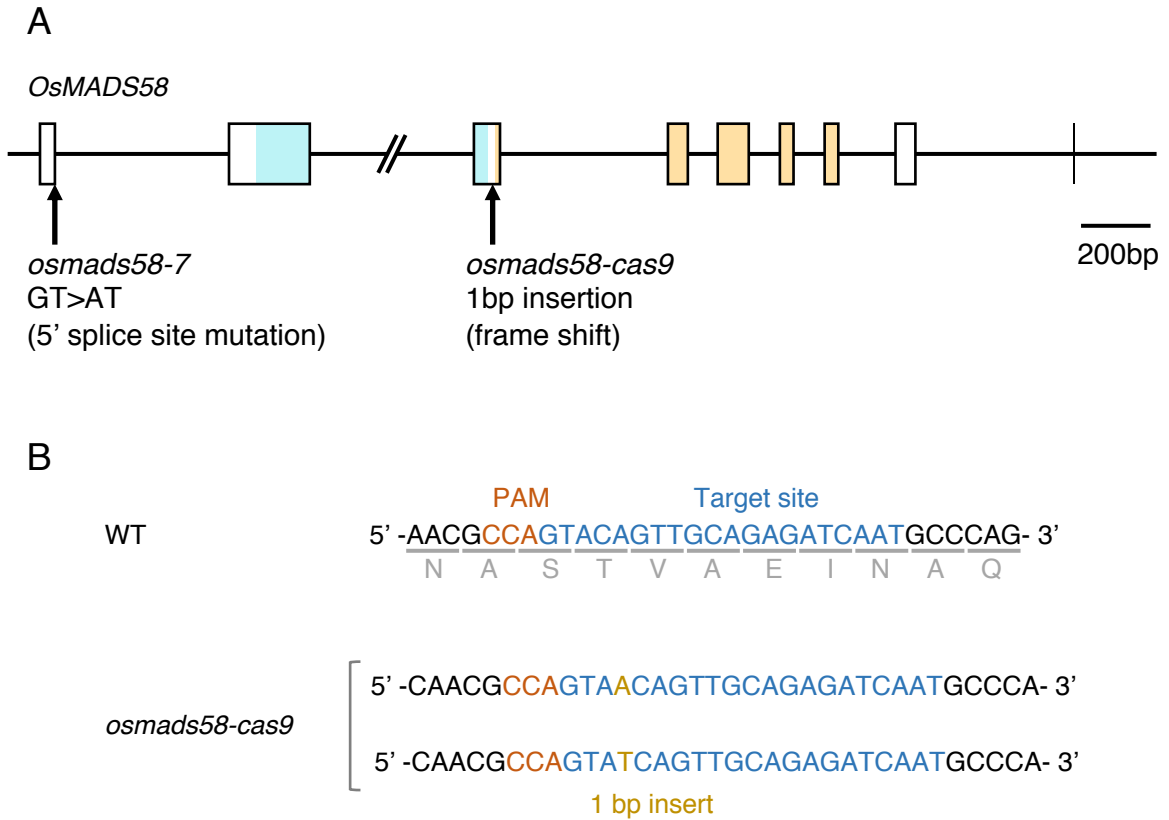 A
OsMADS58
osmads58-7
GT>AT
(5’ splice site mutation)
osmads58-cas9
1bp insertion
(frame shift)
200bp
B
PAM
Target site
WT
5’ -AACGCCAGTACAGTTGCAGAGATCAATGCCCAG- 3’
N A S T V A E I N A Q
osmads58-cas9
5’ -CAACGCCAGTAACAGTTGCAGAGATCAATGCCCA- 3’
5’ -CAACGCCAGTATCAGTTGCAGAGATCAATGCCCA- 3’
1 bp insert